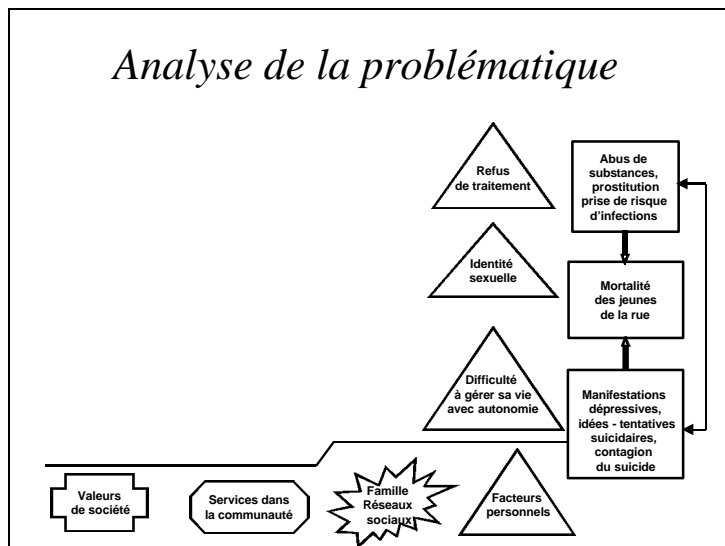 Analyse de la problématique
Refus
de traitement
Abus de
substances,
prostitution
prise de risque
d'infections
Identité
sexuelle
Mortalité
des jeunes
de la rue
Difficulté
à gérer sa vie
avec autonomie
Manifestations
dépressives,
idées - tentatives
suicidaires,
contagion
du suicide
Valeurs
de société
Services dans
la communauté
Famille
Réseaux
sociaux
Facteurs
personnels